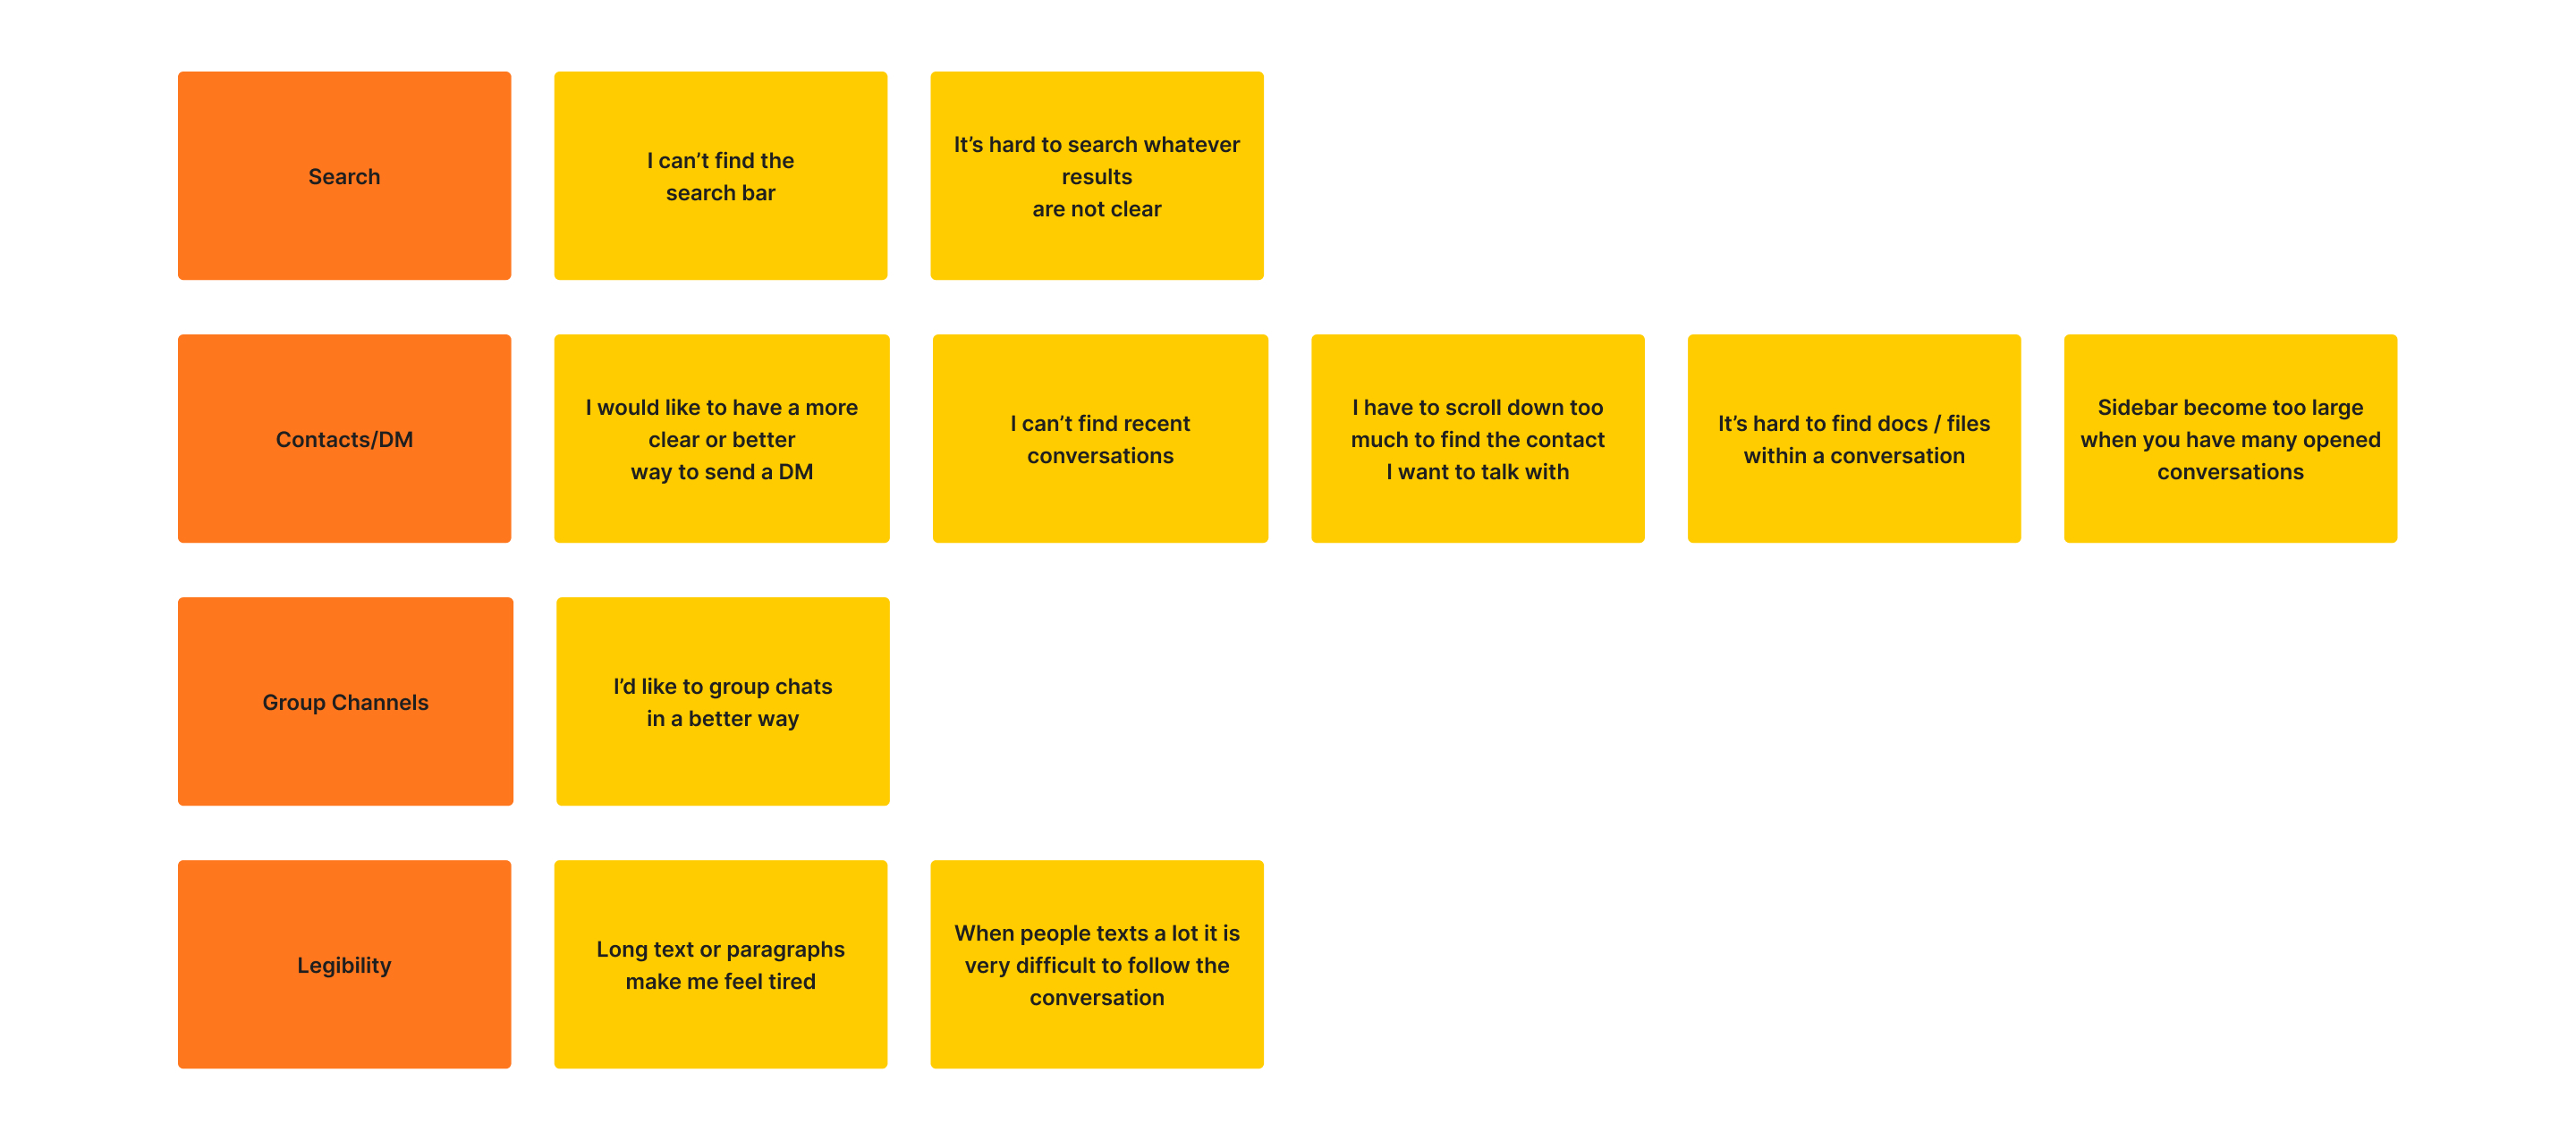 Search
I can’t find the
search bar
It’s hard to search whatever
results
are not clear
Contacts/DM
I would like to have a more
clear or better
way to send a DM
I can’t find recent
conversations
I have to scroll down too
much to find the contact
I want to talk with
It’s hard to find docs / files
within a conversation
Sidebar become too large
when you have many opened
conversations
Group Channels
I’d like to group chats
in a better way
Legibility
Long text or paragraphs
make me feel tired
When people texts a lot it is
very difficult to follow the
conversation